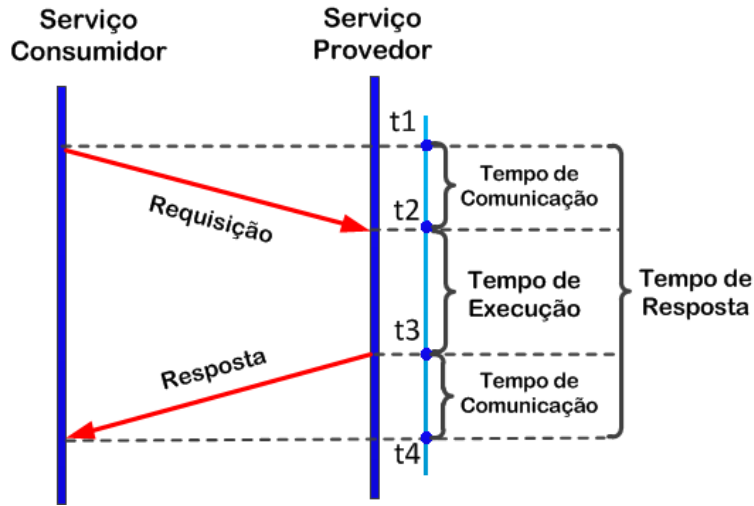 Serviço
Consumidor
Serviço
Provedor
t1
Tempo de
Comunicação
Requisição
t2
Tempo de
Execução
Tempo de
Resposta
t3
Resposta
Tempo de
Comunicação
t4